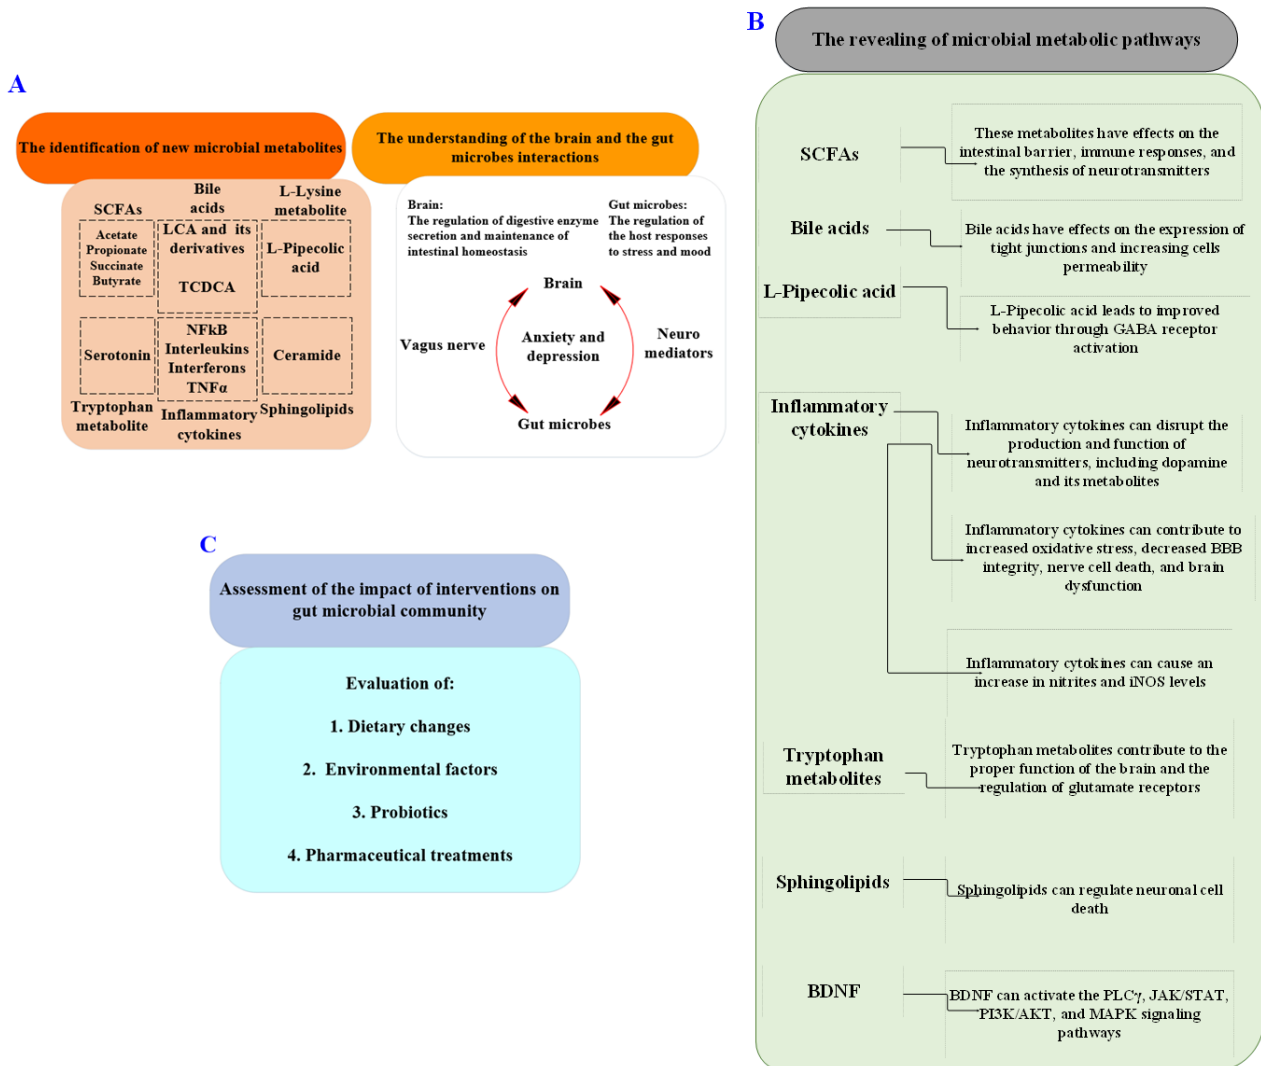 A
The identification of new microbial metabolites
SCFAs
Acetate
Propionate
Succinate
Butyrate
Bile
acids
LCA and its
derivatives
TCDCA
L-Lysine
metabolite
L-Pipecolic
acid
Serotonin
Tryptophan
metabolite
NFkB
Interleukins
Interferons
TNFα
Inflammatory
cytokines
Ceramide
Sphingolipids
The understanding of the brain and the gut
microbes interactions
Brain:
The regulation of digestive enzyme
secretion and maintenance of
intestinal homeostasis
Gut microbes:
The regulation of
the host responses
to stress and mood
Brain
Vagus nerve
Anxiety and
depression
Neuro
mediators
Gut microbes
B
The revealing of microbial metabolic pathways
SCFAs
These metabolites have effects on the
intestinal barrier, immune responses, and
the synthesis of neurotransmitters
Bile acids
Bile acids have effects on the expression of
tight junctions and increasing cells
permeability
L-Pipecolic acid
L-Pipecolic acid leads to improved
behavior through GABA receptor
activation
Inflammatory
cytokines
Inflammatory cytokines can disrupt the
production and function of
neurotransmitters, including dopamine
and its metabolites
Inflammatory cytokines can contribute to
increased oxidative stress, decreased BBB
integrity, nerve cell death, and brain
dysfunction
Inflammatory cytokines can cause an
increase in nitrites and iNOS levels
Tryptophan
metabolites
Tryptophan metabolites contribute to the
proper function of the brain and the
regulation of glutamate receptors
Sphingolipids
Sphingolipids can regulate neuronal cell
death
BDNF
BDNF can activate the PLCγ, JAK/STAT,
PI3K/AKT, and MAPK signaling
pathways
C
Assessment of the impact of interventions on
gut microbial community
Evaluation of:
1. Dietary changes
2. Environmental factors
3. Probiotics
4. Pharmaceutical treatments